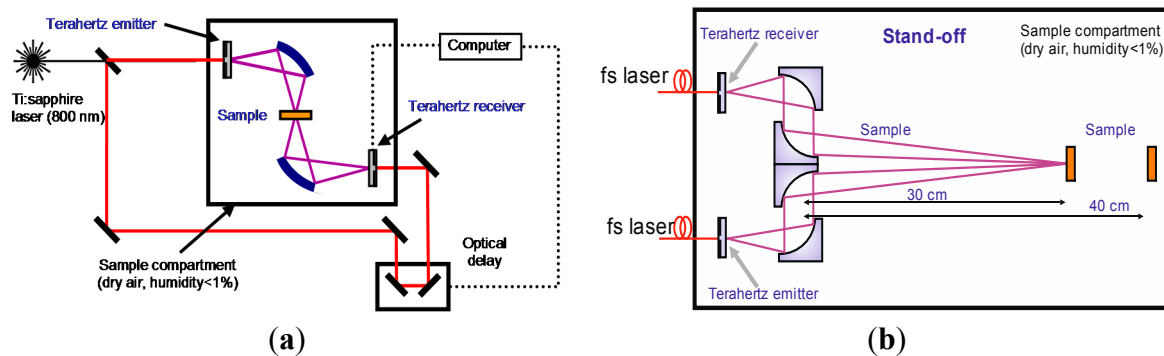 Terahertz emitter
Computer
Ti:sapphire
laser (800 nm)
Sample
Terahertz receiver
Optical
delay
Sample compartment
(dry air, humidity<1%)
(a)
Terahertz receiver
Stand-off
Sample compartment
(dry air, humidity<1%)
fs laser
Sample
Sample
30 cm
40 cm
fs laser
Terahertz emitter
(b)